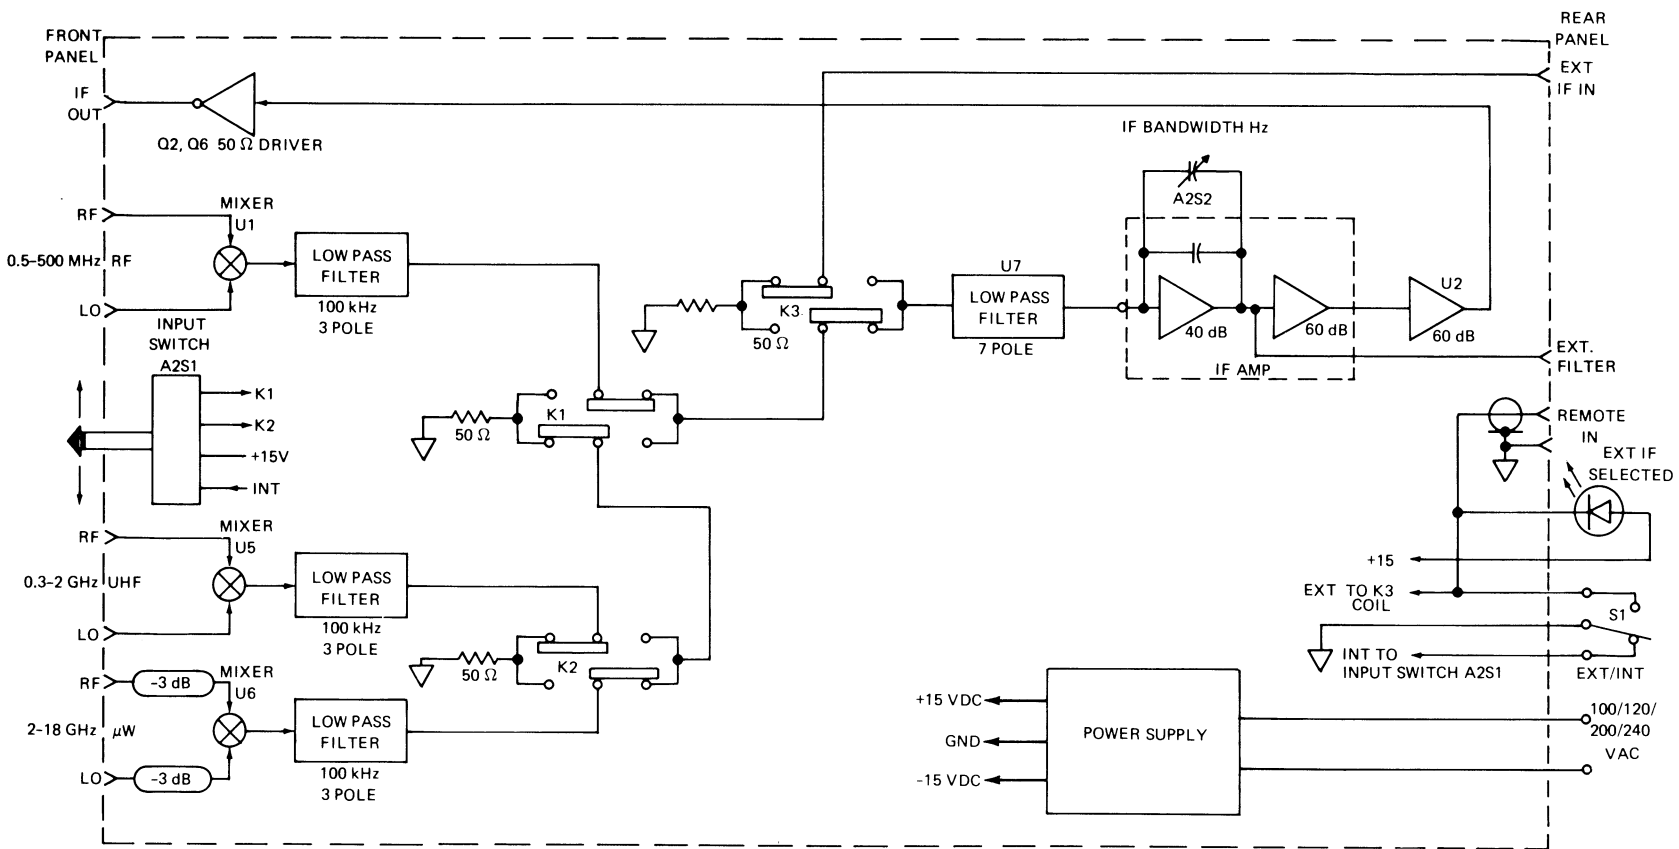 FRONT
PANEL
REAR
PANEL
EXT
IF IN
IF
OUT
Q2, Q6 50 Ω DRIVER
IF BANDWIDTH Hz
A2S2
RF
MIXER
U1
0.5–500 MHz RF
LO
LOW PASS
FILTER
100 kHz
3 POLE
INPUT
SWITCH
A2S1
K1
K2
+15V
INT
K3
50 Ω
U7
LOW PASS
FILTER
7 POLE
40 dB
60 dB
IF AMP
U2
60 dB
EXT.
FILTER
K1
50 Ω
REMOTE
IN
EXT IF
SELECTED
+15
EXT TO K3
COIL
S1
INT TO
INPUT SWITCH A2S1
EXT/INT
RF
MIXER
U5
0.3–2 GHz UHF
LO
LOW PASS
FILTER
100 kHz
3 POLE
K2
50 Ω
RF
–3 dB
MIXER
U6
2–18 GHz μW
LO
–3 dB
LOW PASS
FILTER
100 kHz
3 POLE
+15 VDC
GND
–15 VDC
POWER SUPPLY
100/120/
200/240
VAC